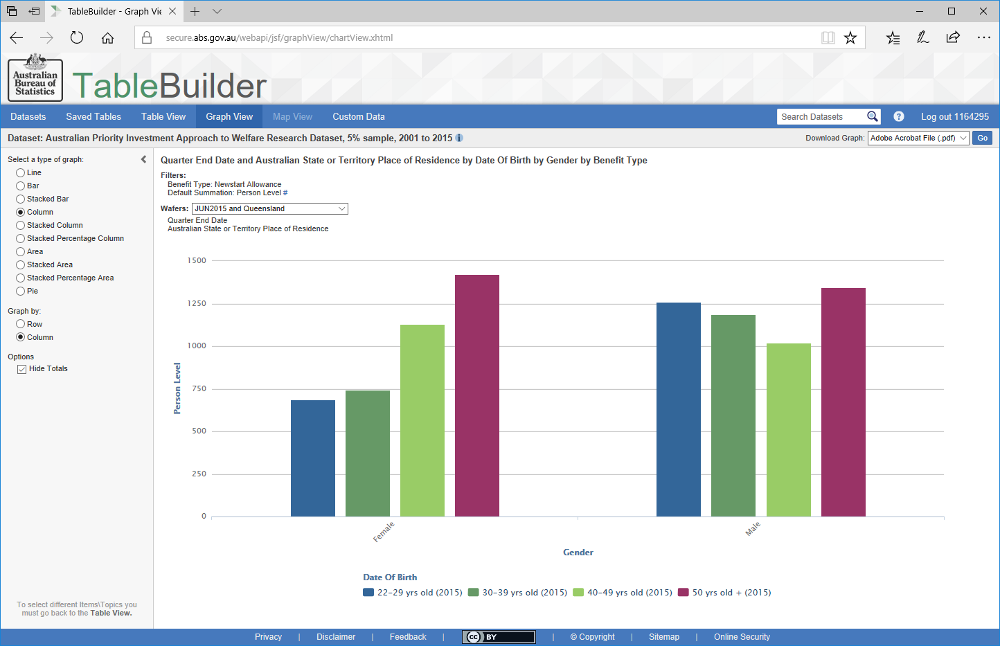 TableBuilder - Graph Vie
secure.abs.gov.au/webapi/jsf/graphView/chartView.xhtml
Australian
Bureau of
Statistics
TableBuilder
Datasets Saved Tables Table View Graph View Map View Custom Data Search Datasets ? Log out 1164295
Dataset: Australian Priority Investment Approach to Welfare Research Dataset, 5% sample, 2001 to 2015 i Download Graph: Adobe Acrobat File (.pdf) Go
Select a type of graph:
Line
Bar
Stacked Bar
Column
Stacked Column
Stacked Percentage Column
Area
Stacked Area
Stacked Percentage Area
Pie
Graph by:
Row
Column
Options
Hide Totals
To select different Items\Topics you
must go back to the Table View.
Quarter End Date and Australian State or Territory Place of Residence by Date Of Birth by Gender by Benefit Type
Filters:
Benefit Type: Newstart Allowance
Default Summation: Person Level #
Wafers: JUN2015 and Queensland
Quarter End Date
Australian State or Territory Place of Residence
1500
1250
1000
750
500
250
0
Person Level
Female Male
Gender
Date Of Birth
22-29 yrs old (2015) 30-39 yrs old (2015) 40-49 yrs old (2015) 50 yrs old + (2015)
Privacy | Disclaimer | Feedback | cc BY | © Copyright | Sitemap | Online Security